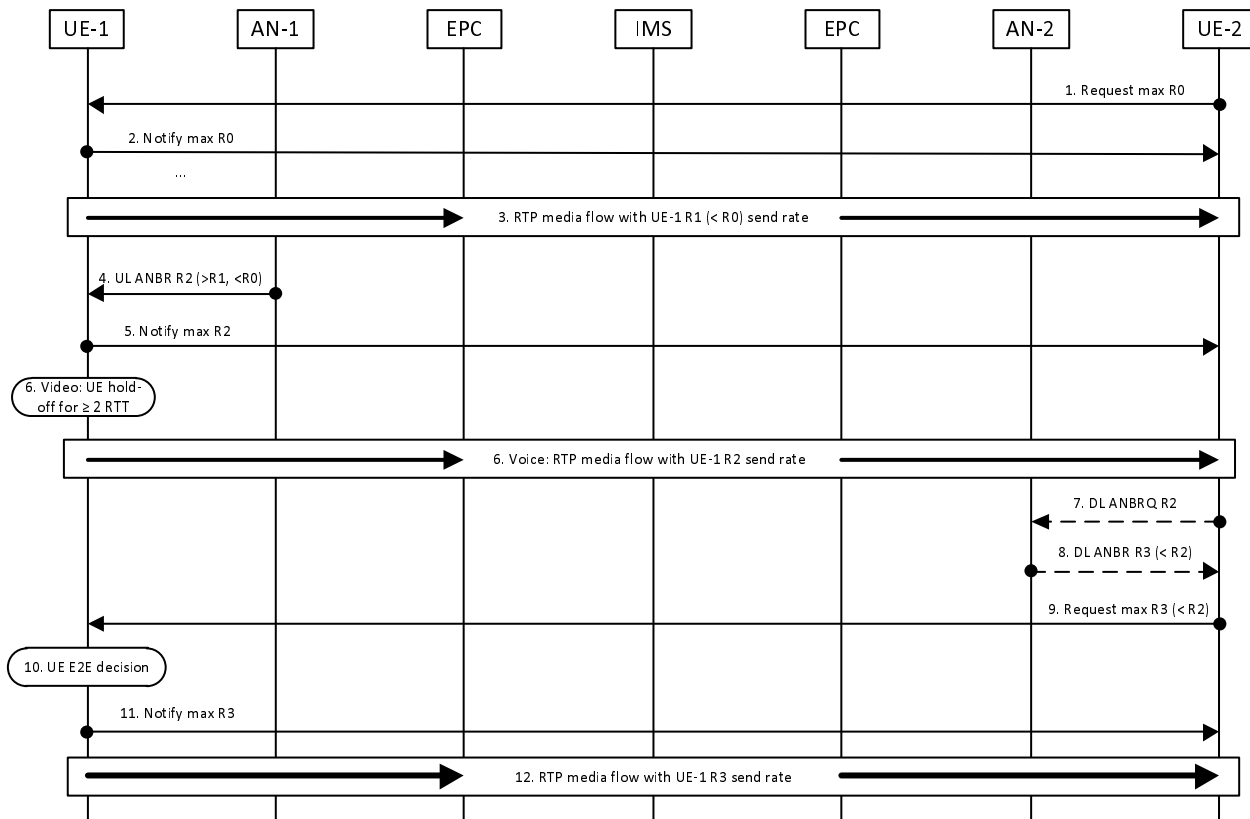 UE-1
AN-1
EPC
IMS
EPC
AN-2
UE-2
1. Request max R0
2. Notify max R0
...
3. RTP media flow with UE-1 R1 (< R0) send rate
4. UL ANBR R2 (>R1, <R0)
5. Notify max R2
6. Video: UE hold-
off for ≥ 2 RTT
6. Voice: RTP media flow with UE-1 R2 send rate
7. DL ANBRQ R2
8. DL ANBR R3 (< R2)
9. Request max R3 (< R2)
10. UE E2E decision
11. Notify max R3
12. RTP media flow with UE-1 R3 send rate